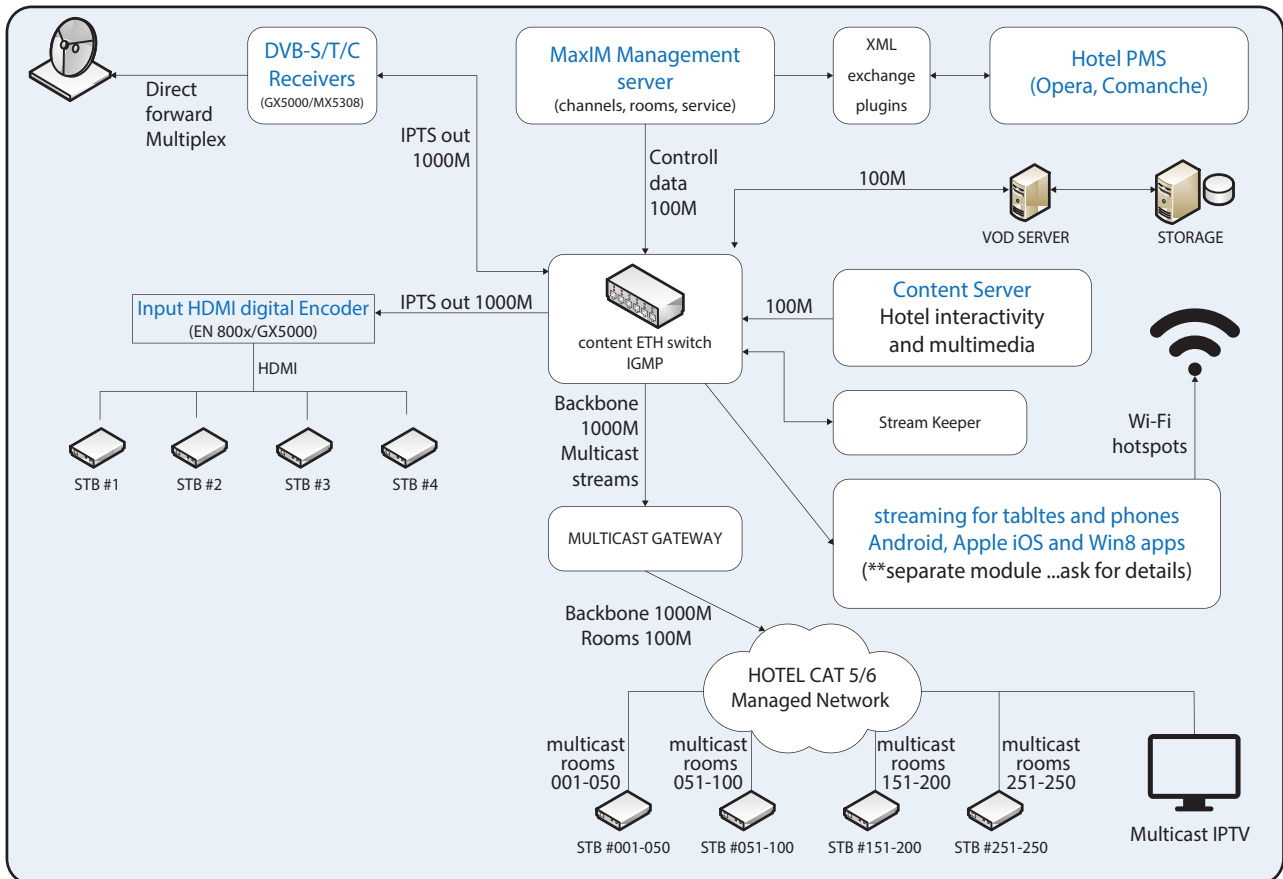 DVB-S/T/C
Receivers
(GX5000/MX5308)
Direct
forward
Multiplex
IPTS out
1000M
MaxIM Management
server
(channels, rooms, service)
XML
exchange
plugins
Hotel PMS
(Opera, Comanche)
Controll
data
100M
100M
VOD SERVER
STORAGE
Input HDMI digital Encoder
(EN 800x/GX5000)
IPTS out 1000M
HDMI
STB #1
STB #2
STB #3
STB #4
content ETH switch
IGMP
100M
Content Server
Hotel interactivity
and multimedia
Stream Keeper
Wi-Fi
hotspots
Backbone
1000M
Multicast
streams
MULTICAST GATEWAY
streaming for tabltes and phones
Android, Apple iOS and Win8 apps
(**separate module ...ask for details)
Backbone 1000M
Rooms 100M
HOTEL CAT 5/6
Managed Network
multicast
rooms
001-050
multicast
rooms
051-100
multicast
rooms
151-200
multicast
rooms
251-250
STB #001-050
STB #051-100
STB #151-200
STB #251-250
Multicast IPTV